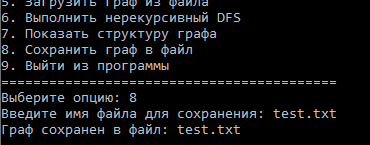 5. Загрузить граф из файла
6. Выполнить нерекурсивный DFS
7. Показать структуру графа
8. Сохранить граф в файл
9. Выйти из программы
========================================
Выберите опцию: 8
Введите имя файла для сохранения: test.txt
Граф сохранен в файл: test.txt